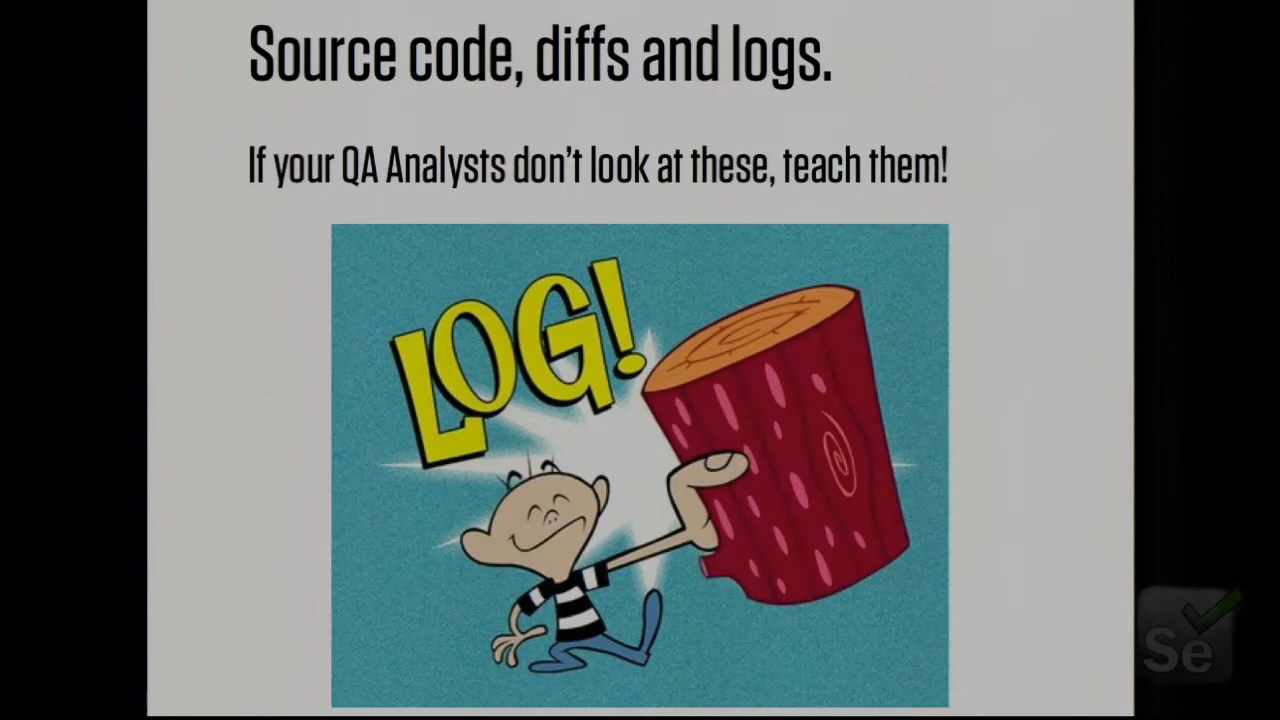 Source code, diffs and logs.
If your QA Analysts don't look at these, teach them!
LOG!
Se